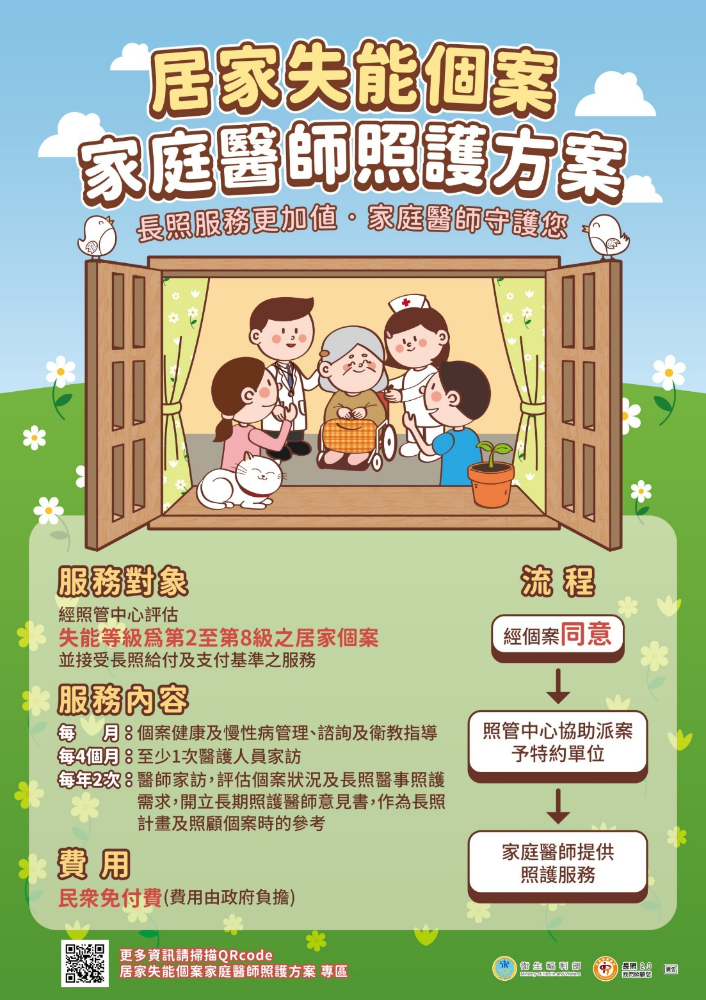 居家失能個案
家庭醫師照護方案
長照服務更加值・家庭醫師守護您
服務對象
經照管中心評估
失能等級為第2至第8級之居家個案
並接受長照給付及支付基準之服務
服務內容
每　月：個案健康及慢性病管理、諮詢及衛教指導
每4個月：至少1次醫護人員家訪
每年2次：醫師家訪，評估個案狀況及長照醫事照護
需求，開立長期照護醫師意見書，作為長照
計畫及照顧個案時的參考
費用
民眾免付費(費用由政府負擔)
流程
經個案同意
照管中心協助派案
予特約單位
家庭醫師提供
照護服務
更多資訊請掃描QRcode
居家失能個案家庭醫師照護方案 專區
衛生福利部
Ministry of Health and Welfare
長照 2.0
我們照顧您
廣告